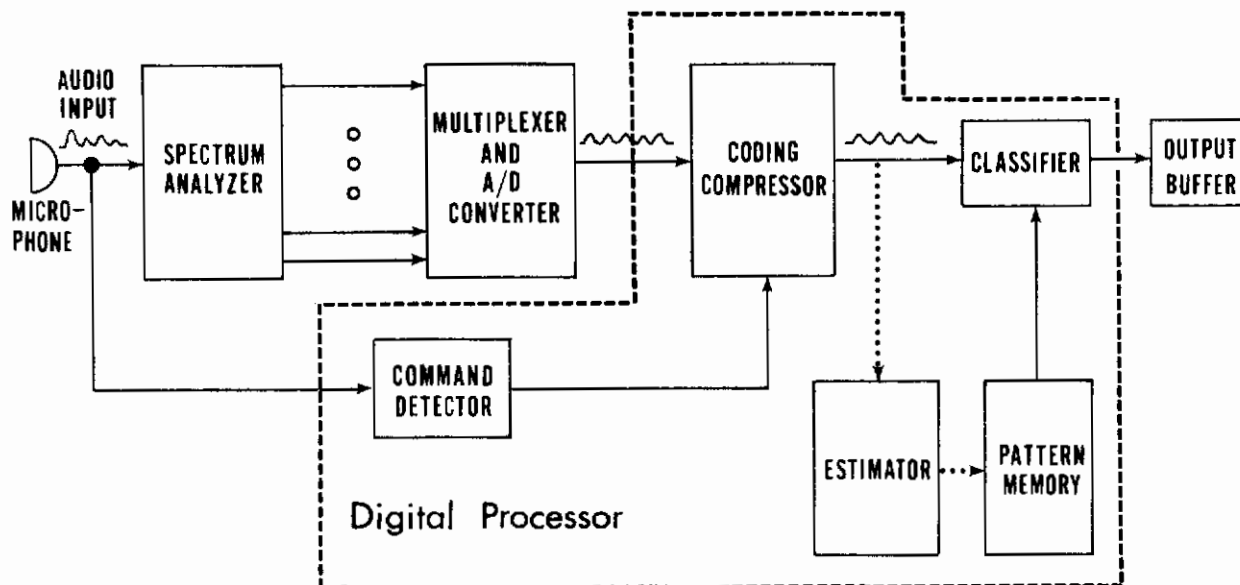 AUDIO
INPUT
MICRO-
PHONE
SPECTRUM
ANALYZER
MULTIPLEXER
AND
A/D
CONVERTER
CODING
COMPRESSOR
CLASSIFIER
OUTPUT
BUFFER
COMMAND
DETECTOR
ESTIMATOR
PATTERN
MEMORY
Digital Processor